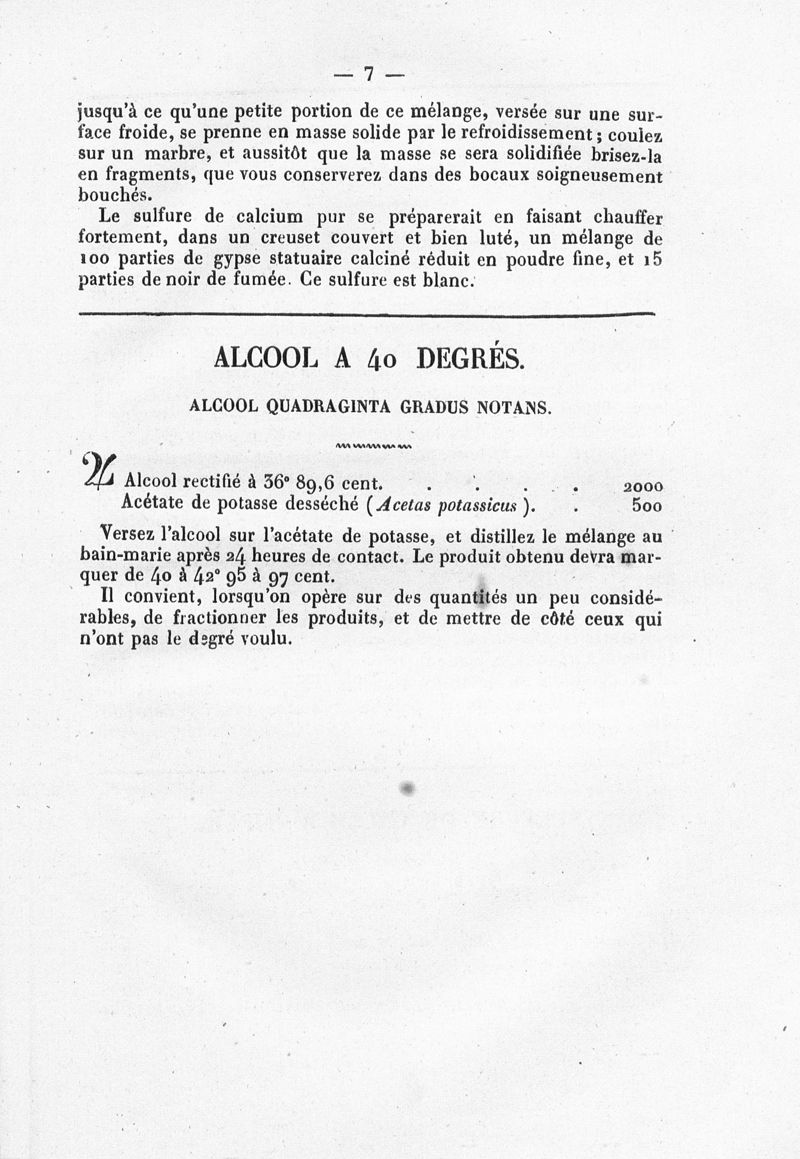 — 7 —
jusqu'à ce qu'une petite portion de ce mélange, versée sur une sur-
face froide, se prenne en masse solide par le refroidissement; coulez
sur un marbre, et aussitôt que la masse se sera solidifiée brisez-la
en fragments, que vous conserverez dans des bocaux soigneusement
bouchés.
Le sulfure de calcium pur se préparerait en faisant chauffer
fortement, dans un creuset couvert et bien luté, un mélange de
100 parties de gypse statuaire calciné réduit en poudre fine, et 15
parties de noir de fumée. Ce sulfure est blanc.
ALCOOL A 40 DEGRÉS.
ALCOOL QUADRAGINTA GRADUS NOTANS.
♃ Alcool rectifié à 36° 89,6 cent. . . . . 2000
Acétate de potasse desséché (Acetas potassicus). . 500
Versez l'alcool sur l'acétate de potasse, et distillez le mélange au
bain-marie après 24 heures de contact. Le produit obtenu devra mar-
quer de 40 à 42° 95 à 97 cent.
Il convient, lorsqu'on opère sur des quantités un peu considé-
rables, de fractionner les produits, et de mettre de côté ceux qui
n'ont pas le degré voulu.